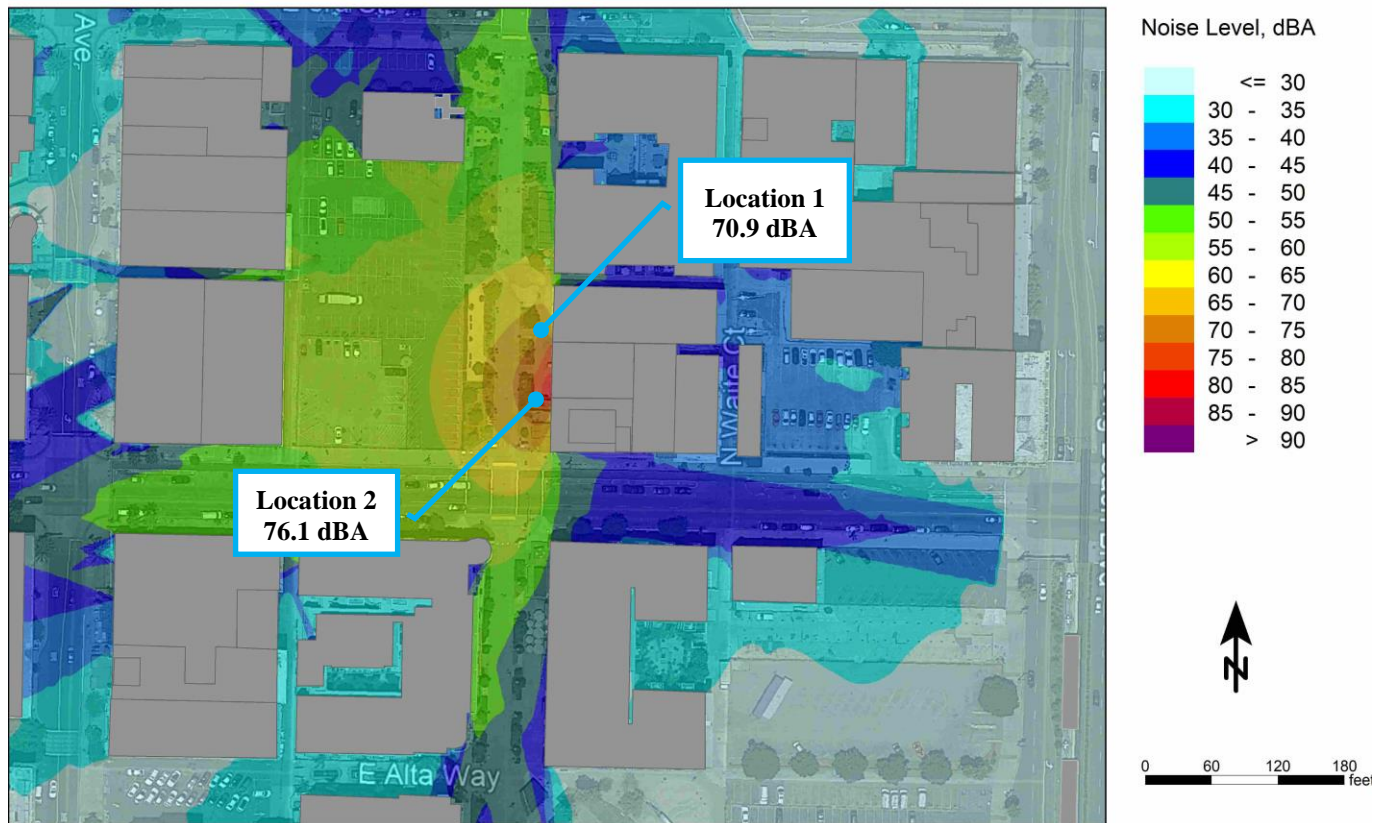 Ave
Location 1
70.9 dBA
N Waite Ct
Location 2
76.1 dBA
E Alta Way
Noise Level, dBA
<= 30
30 - 35
35 - 40
40 - 45
45 - 50
50 - 55
55 - 60
60 - 65
65 - 70
70 - 75
75 - 80
80 - 85
85 - 90
> 90
N
0 60 120 180
feet